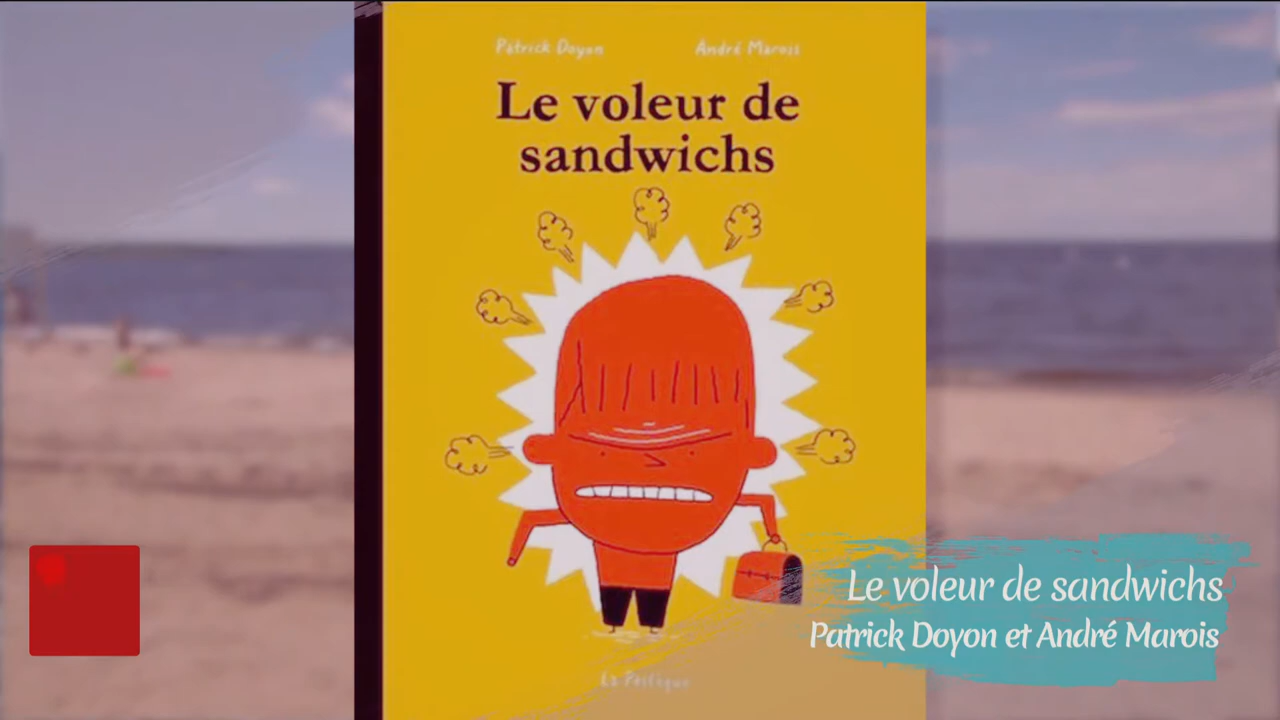 Patrick Doyon André Marois
Le voleur de
sandwichs
La Pastèque
Le voleur de sandwichs
Patrick Doyon et André Marois